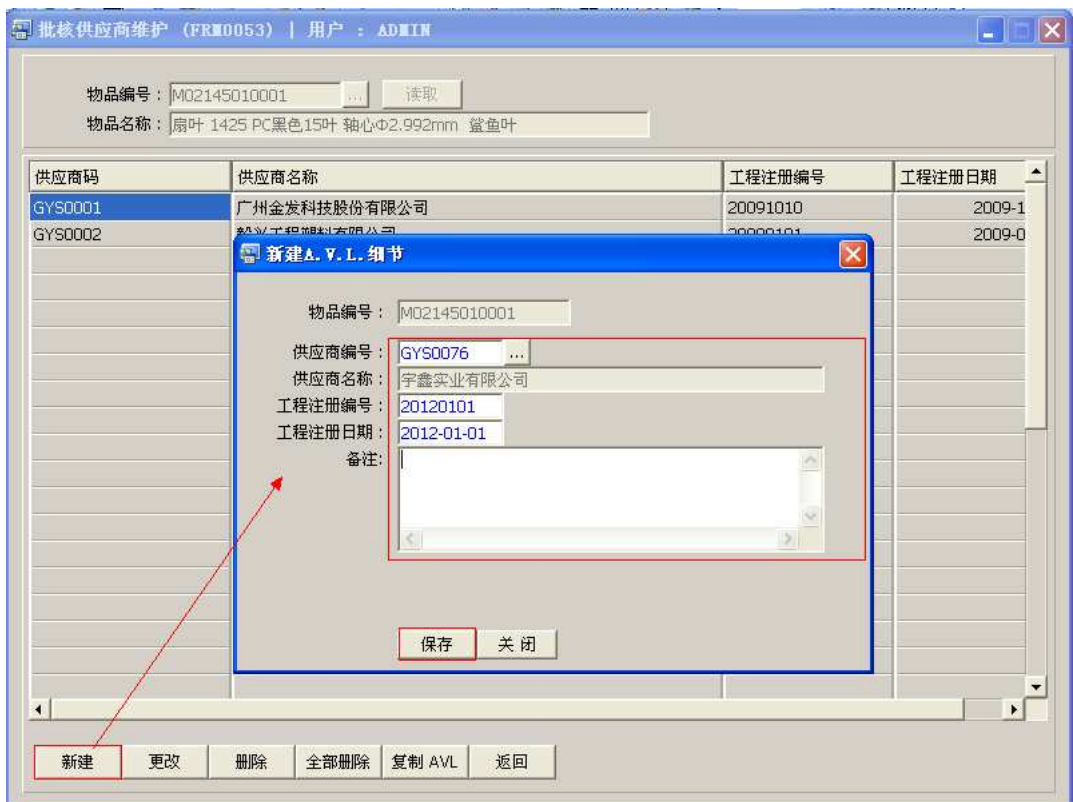 批核供应商维护 (FRM0053) | 用户 : ADMIN
物品编号: M02145010001 ... 读取
物品名称: 扇叶 1425 PC黑色15叶 轴心Φ2.992mm 鲨鱼叶
供应商码 供应商名称 工程注册编号 工程注册日期
GYS0001 广州金发科技股份有限公司 20091010 2009-1
GYS0002 2009-0
新建A.V.L.细节
物品编号: M02145010001
供应商编号: GYS0076 ...
供应商名称: 宇鑫实业有限公司
工程注册编号: 20120101
工程注册日期: 2012-01-01
备注:
保存 关闭
新建 更改 删除 全部删除 复制 AVL 返回